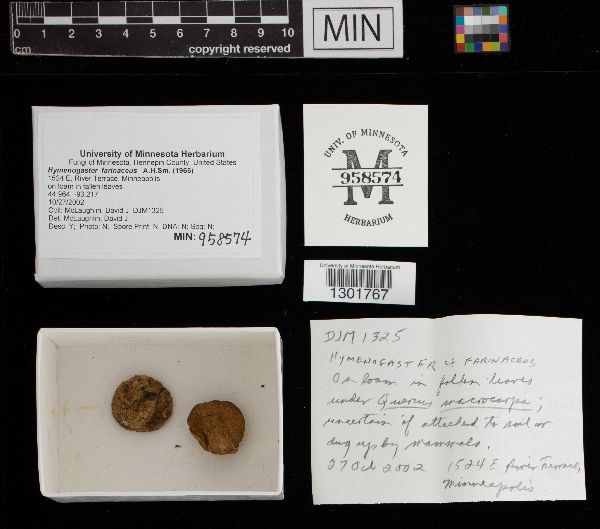 0 1 2 3 4 5 6 7 8 9 10
cm copyright reserved
MIN
University of Minnesota Herbarium
Fungi of Minnesota, Hennepin County, United States
Hymenogaster farinaceus A.H.Sm. (1966)
1524 E. River Terrace, Minneapolis
on loam in fallen leaves
44.964, -93.217
10/27/2002
Coll: McLaughlin, David J. DJM1325
Det: McLaughlin, David J.
Desc: Y; Photo: N; Spore Print: N; DNA: N; Seq: N;
MIN: 958574
UNIV. OF MINNESOTA
M
958574
HERBARIUM
University of Minnesota Herbarium
1301767
DJM 1325
HYMENOGASTER cf FARINACEUS
On loam in fallen leaves
under Quercus macrocarpa;
uncertain if attached to soil or
dug up by mammals.
27 Oct 2002 1524 E River Terrace,
Minneapolis.